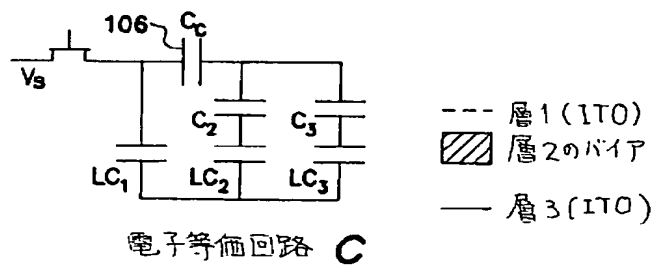 106
Cc
Vs
C2
C3
LC1
LC2
LC3
--- 層1(ITO)
層2のバイア
— 層3(ITO)
電子等価回路 C